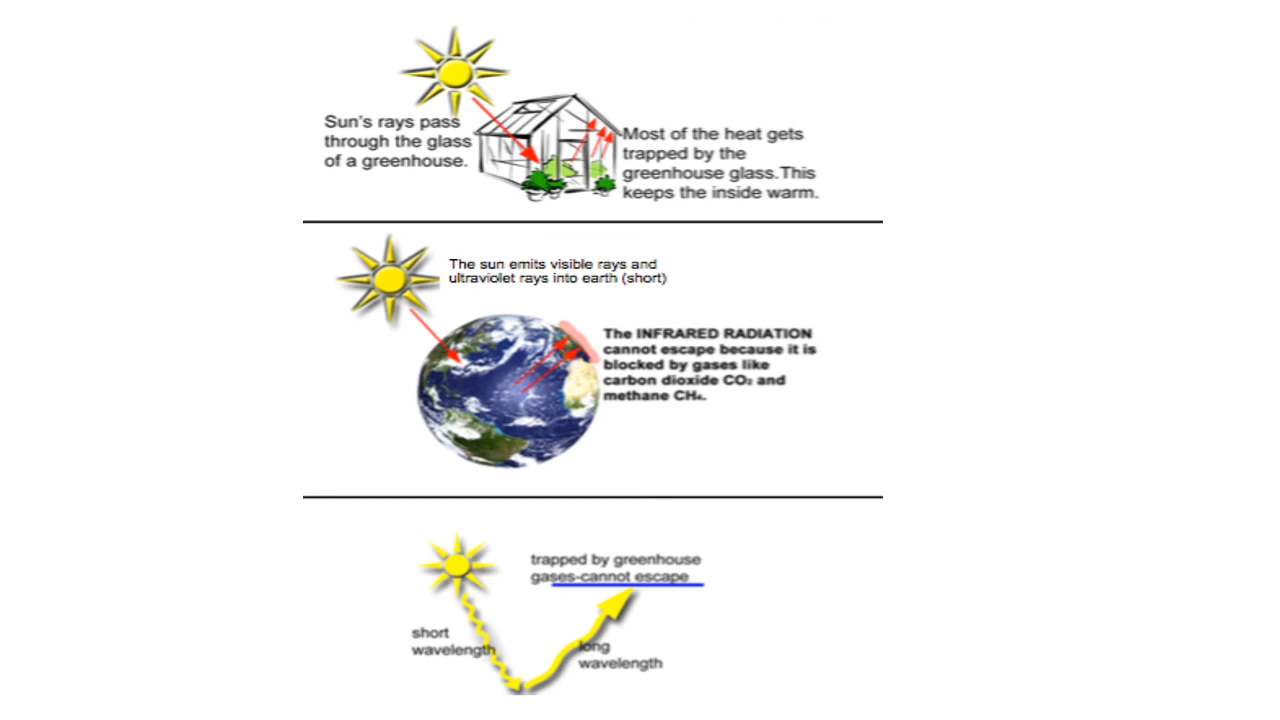 Sun's rays pass
through the glass
of a greenhouse.
Most of the heat gets
trapped by the
greenhouse glass.This
keeps the inside warm.
The sun emits visible rays and
ultraviolet rays into earth (short)
The INFRARED RADIATION
cannot escape because it is
blocked by gases like
carbon dioxide CO₂ and
methane CH₄.
trapped by greenhouse
gases-cannot escape
short
wavelength
long
wavelength